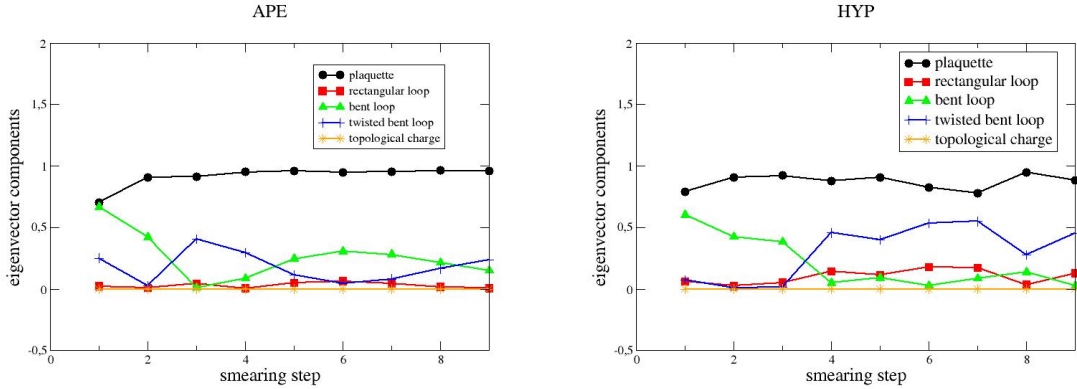 APE
eigenvector components
2
1,5
1
0,5
0
-0,5
plaquette
rectangular loop
bent loop
twisted bent loop
topological charge
0
2
4
6
8
smearing step
HYP
eigenvector components
2
1,5
1
0,5
0
-0,5
plaquette
rectangular loop
bent loop
twisted bent loop
topological charge
0
2
4
6
8
smearing step